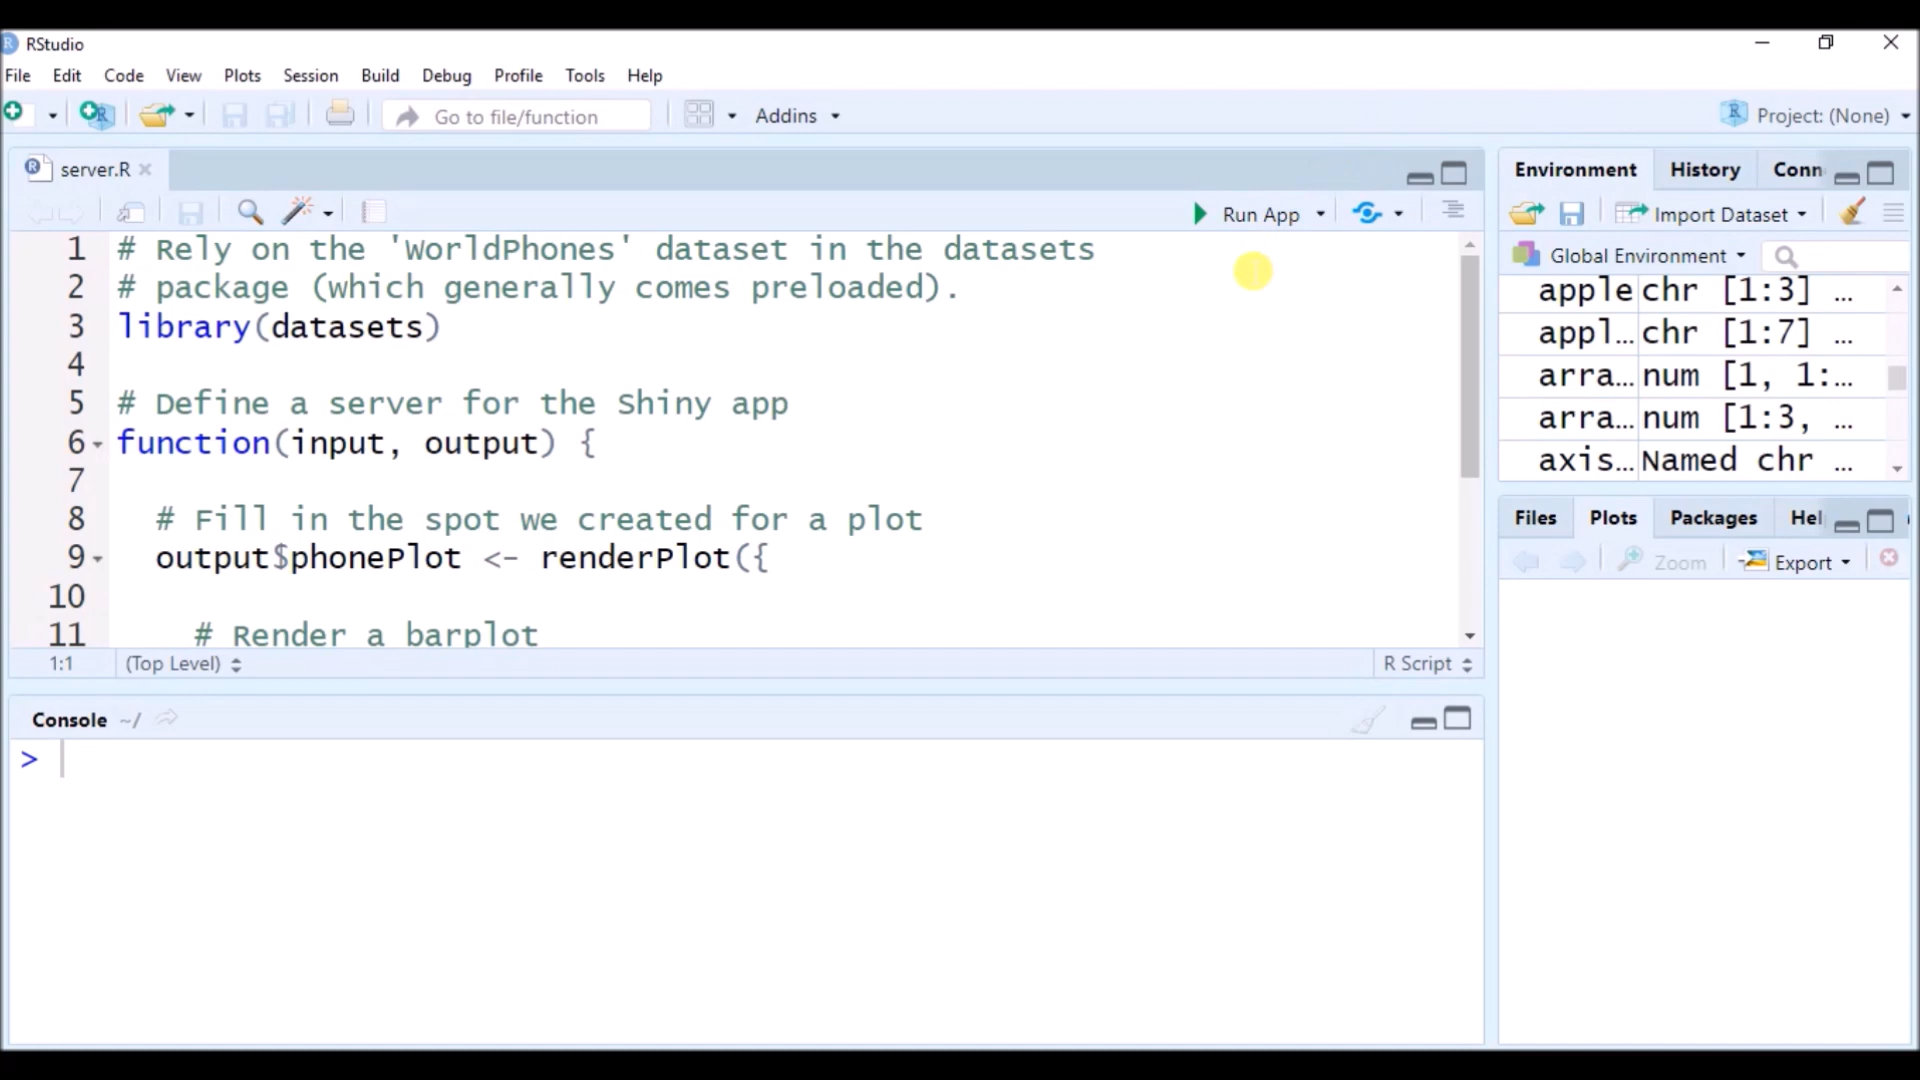 RStudio
File Edit Code View Plots Session Build Debug Profile Tools Help
Go to file/function Addins Project: (None)
server.R
Run App
1 # Rely on the 'WorldPhones' dataset in the datasets
2 # package (which generally comes preloaded).
3 library(datasets)
4
5 # Define a server for the Shiny app
6 function(input, output) {
7
8 # Fill in the spot we created for a plot
9 output$phonePlot <- renderPlot({
10
11 # Render a barplot
1:1 (Top Level) R Script
Console ~/
>
Environment History Conn
Import Dataset
Global Environment
apple chr [1:3] ...
appl... chr [1:7] ...
arra... num [1, 1:...
arra... num [1:3, ...
axis... Named chr ...
Files Plots Packages Hel
Zoom Export